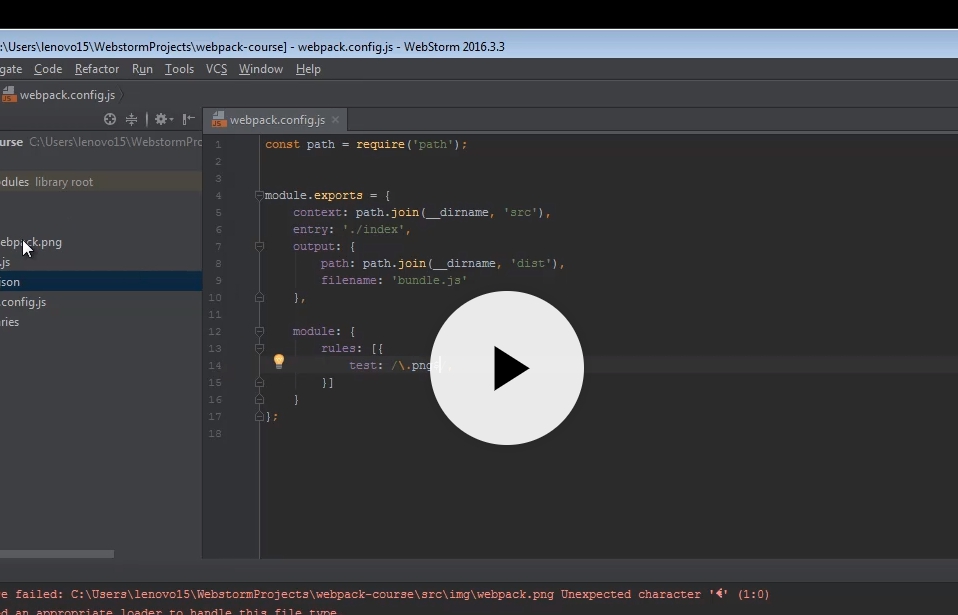 :\Users\lenovo15\WebstormProjects\webpack-course] - webpack.config.js - WebStorm 2016.3.3
gate Code Refactor Run Tools VCS Window Help
webpack.config.js
webpack.config.js
urse C:\Users\lenovo15\WebstormPro
dules library root
ebpack.png
.js
json
.config.js
ries
1 const path = require('path');
2
3
4 module.exports = {
5 context: path.join(__dirname, 'src'),
6 entry: './index',
7 output: {
8 path: path.join(__dirname, 'dist'),
9 filename: 'bundle.js'
10 },
11
12 module: {
13 rules: [{
14 test: /\.png
15 }]
16 }
17 };
18
e failed: C:\Users\lenovo15\WebstormProjects\webpack-course\src\img\webpack.png Unexpected character '' (1:0)
d an appropriate loader to handle this file type.